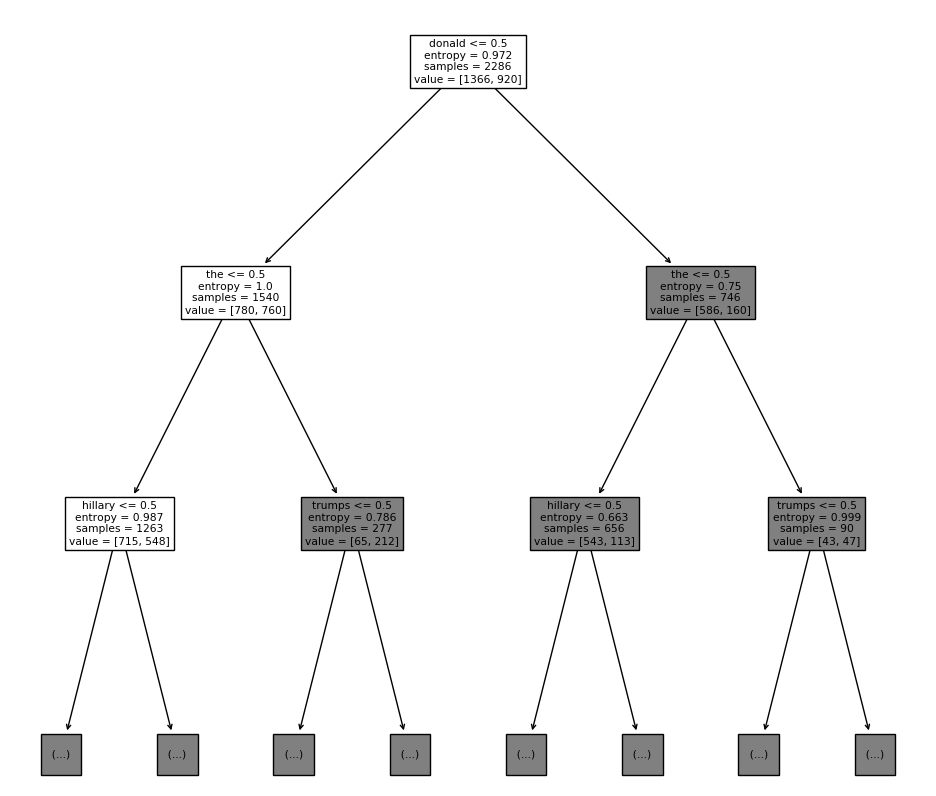 donald <= 0.5
entropy = 0.972
samples = 2286
value = [1366, 920]
the <= 0.5
entropy = 1.0
samples = 1540
value = [780, 760]
the <= 0.5
entropy = 0.75
samples = 746
value = [586, 160]
hillary <= 0.5
entropy = 0.987
samples = 1263
value = [715, 548]
trumps <= 0.5
entropy = 0.786
samples = 277
value = [65, 212]
hillary <= 0.5
entropy = 0.663
samples = 656
value = [543, 113]
trumps <= 0.5
entropy = 0.999
samples = 90
value = [43, 47]
(...)
(...)
(...)
(...)
(...)
(...)
(...)
(...)